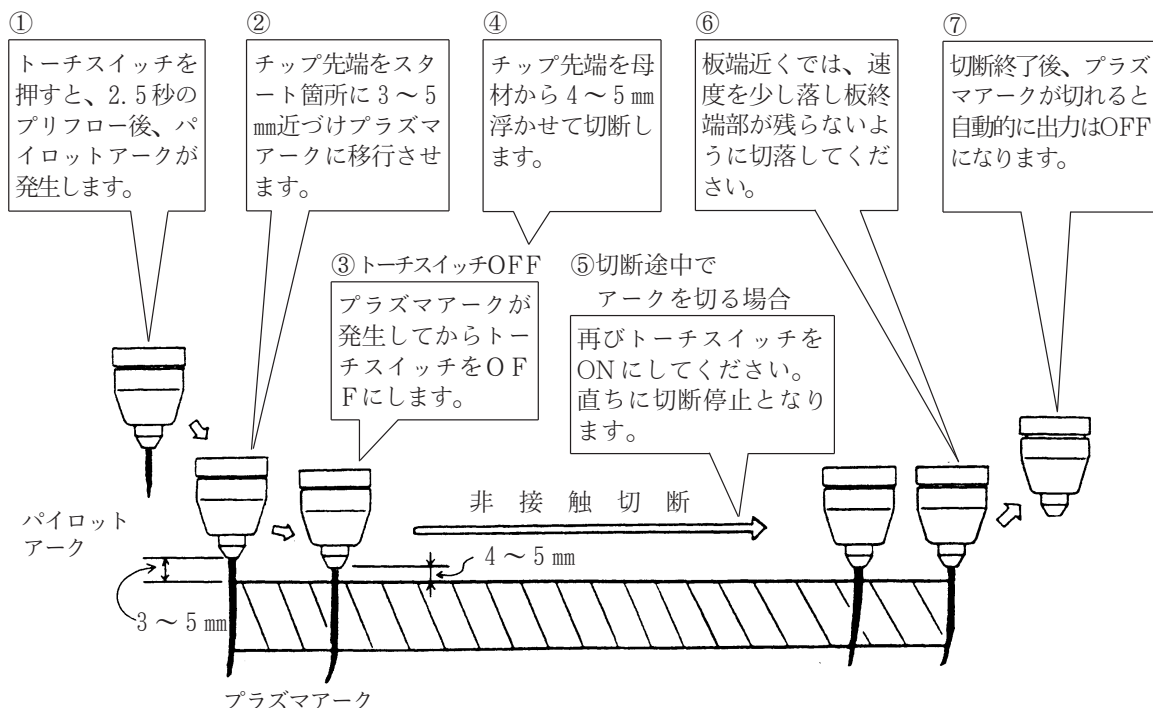 ①
トーチスイッチを
押すと、2.5秒の
プリフロー後、パ
イロットアークが
発生します。
②
チップ先端をスタ
ート箇所に3～5
mm近づけプラズマ
アークに移行させ
ます。
③トーチスイッチOFF
プラズマアークが
発生してからトー
チスイッチをＯＦ
Ｆにします。
④
チップ先端を母
材から4～5mm
浮かせて切断し
ます。
⑤切断途中で
アークを切る場合
再びトーチスイッチを
ONにしてください。
直ちに切断停止となり
ます。
⑥
板端近くでは、速
度を少し落し板終
端部が残らないよ
うに切落してくだ
さい。
⑦
切断終了後、プラズ
マアークが切れると
自動的に出力はOFF
になります。
パイロット
アーク
非接触切断
4～5mm
3～5mm
プラズマアーク